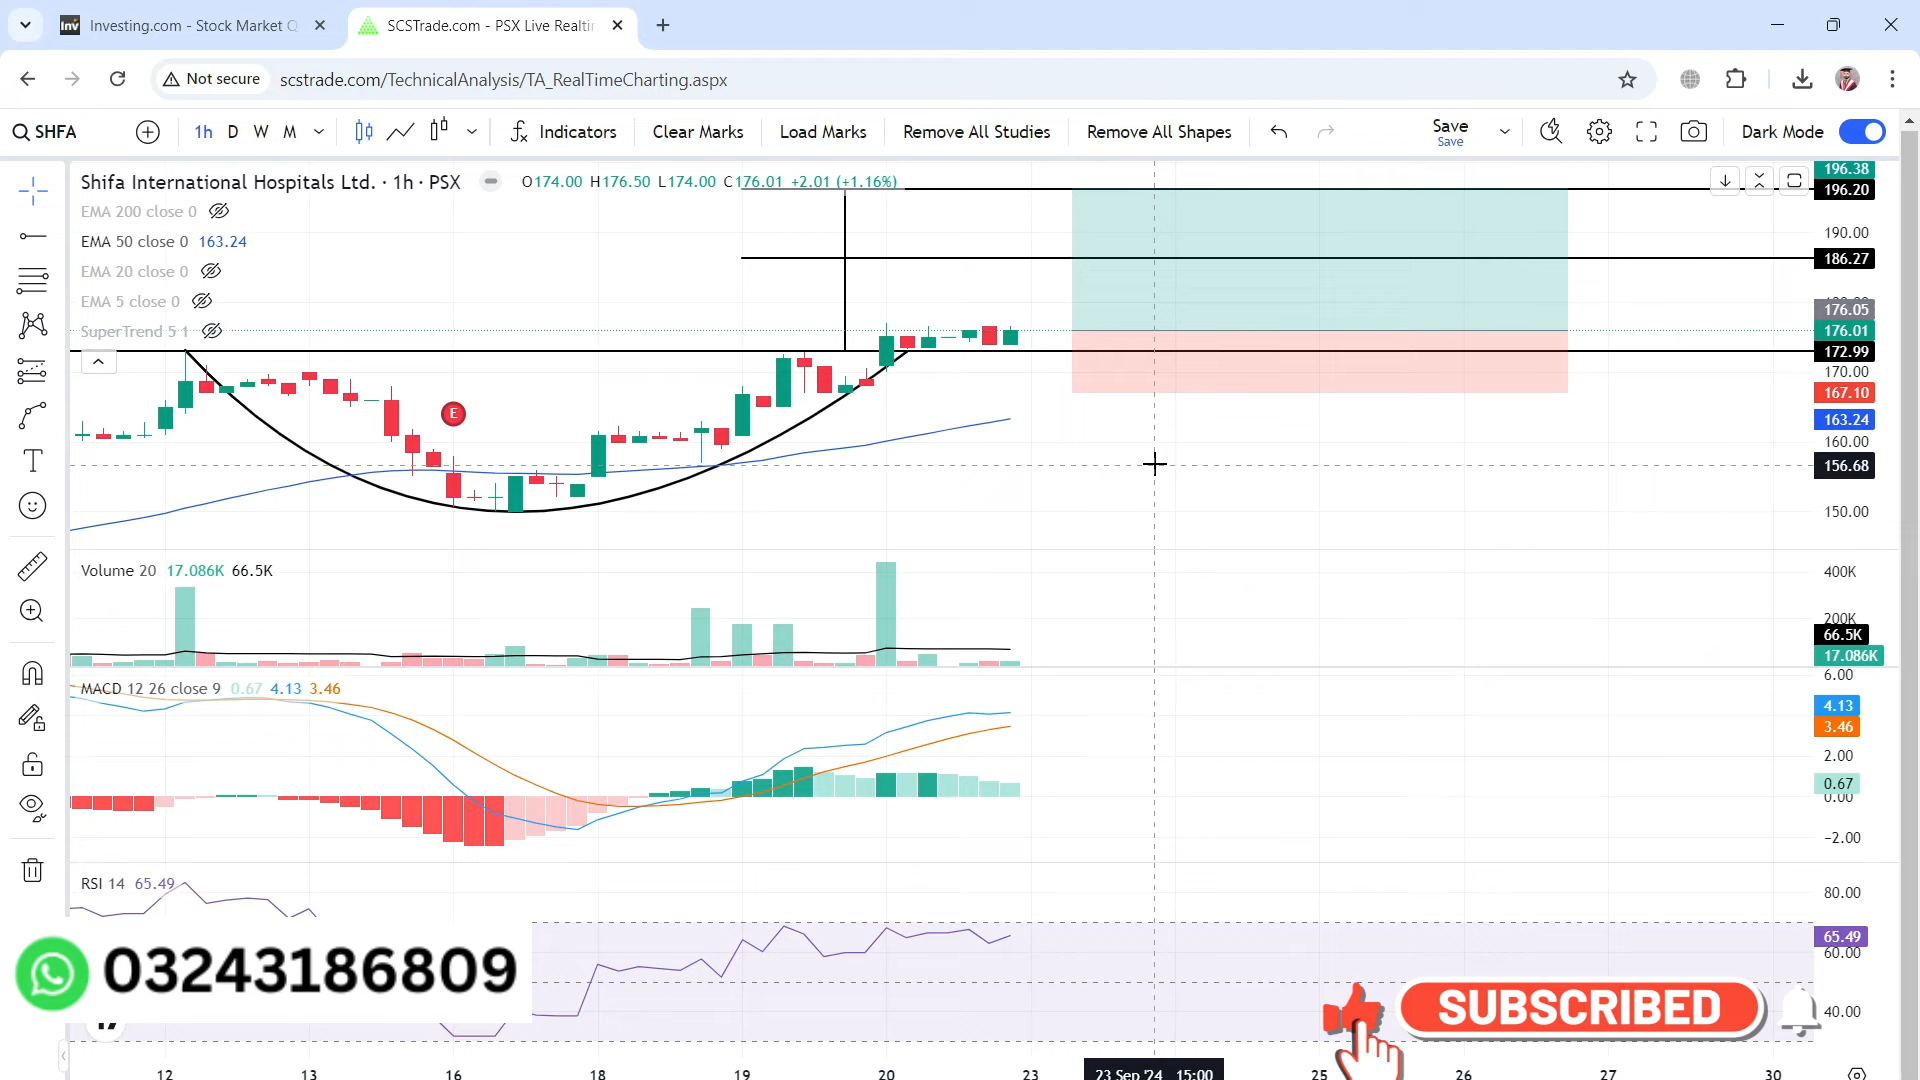 Investing.com - Stock Market Q
SCSTrade.com - PSX Live Realtin
Not secure
scstrade.com/TechnicalAnalysis/TA_RealTimeCharting.aspx
SHFA
1h D W M
Indicators
Clear Marks
Load Marks
Remove All Studies
Remove All Shapes
Save
Save
Dark Mode
Shifa International Hospitals Ltd. · 1h · PSX
O174.00 H176.50 L174.00 C176.01 +2.01 (+1.16%)
EMA 200 close 0
EMA 50 close 0 163.24
EMA 20 close 0
EMA 5 close 0
SuperTrend 5 1
E
196.38
196.20
190.00
186.27
176.05
176.01
172.99
170.00
167.10
163.24
160.00
156.68
150.00
Volume 20 17.086K 66.5K
400K
200K
66.5K
17.086K
MACD 12 26 close 9 0.67 4.13 3.46
6.00
4.13
3.46
2.00
0.67
0.00
−2.00
RSI 14 65.49
80.00
65.49
60.00
40.00
03243186809
SUBSCRIBED
12 13 16 18 19 20 23 23 Sep '24 15:00 25 26 27 30